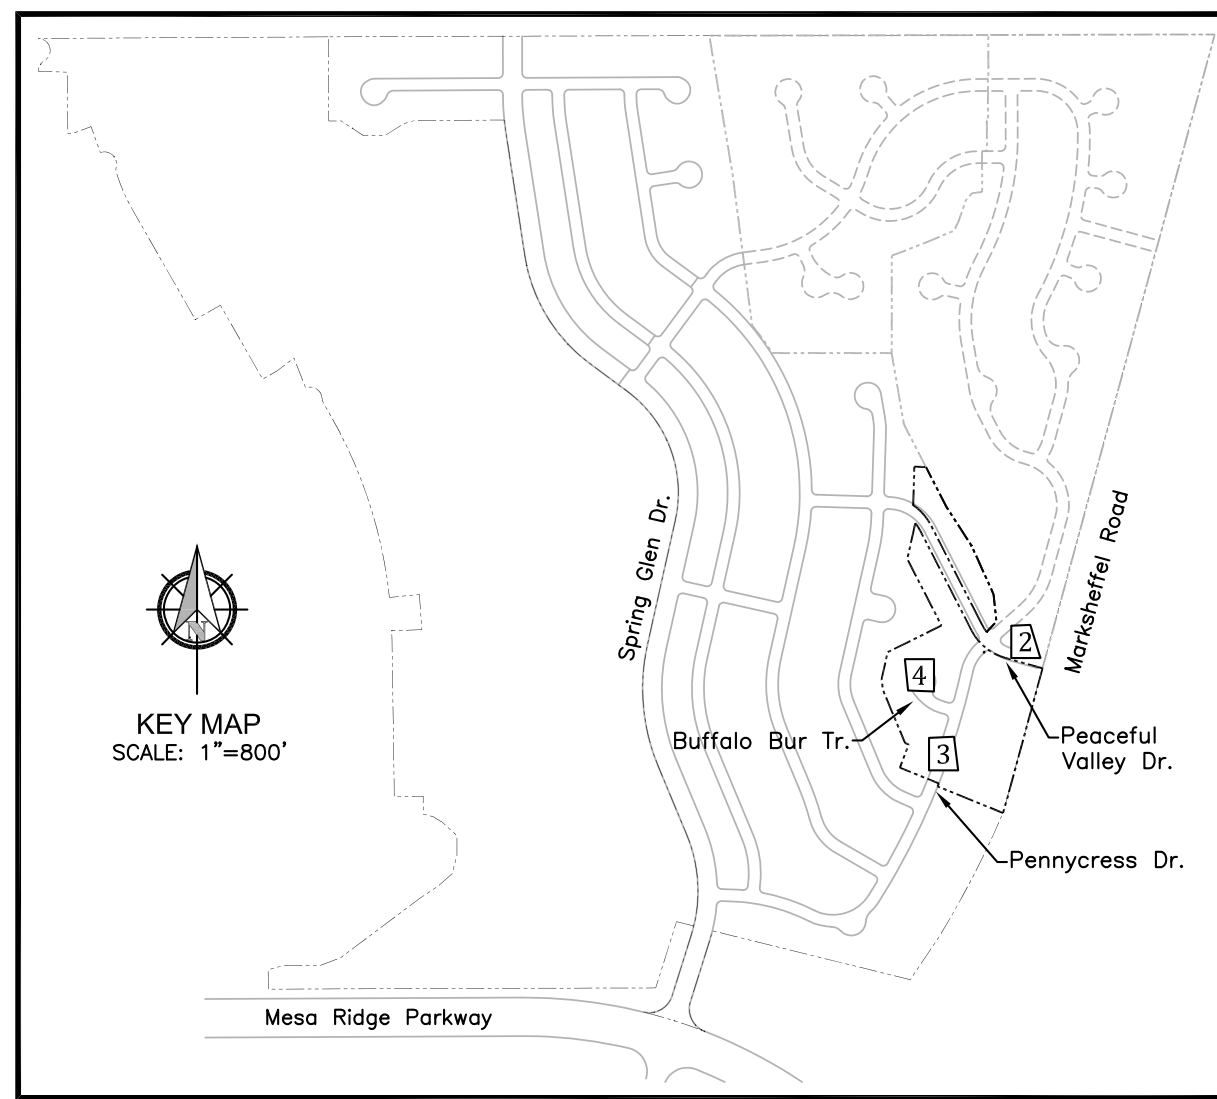 Spring Glen Dr.
Marksheffel Road
2
4
N
KEY MAP
SCALE: 1"=800'
Buffalo Bur Tr.
Peaceful
Valley Dr.
3
Pennycress Dr.
Mesa Ridge Parkway